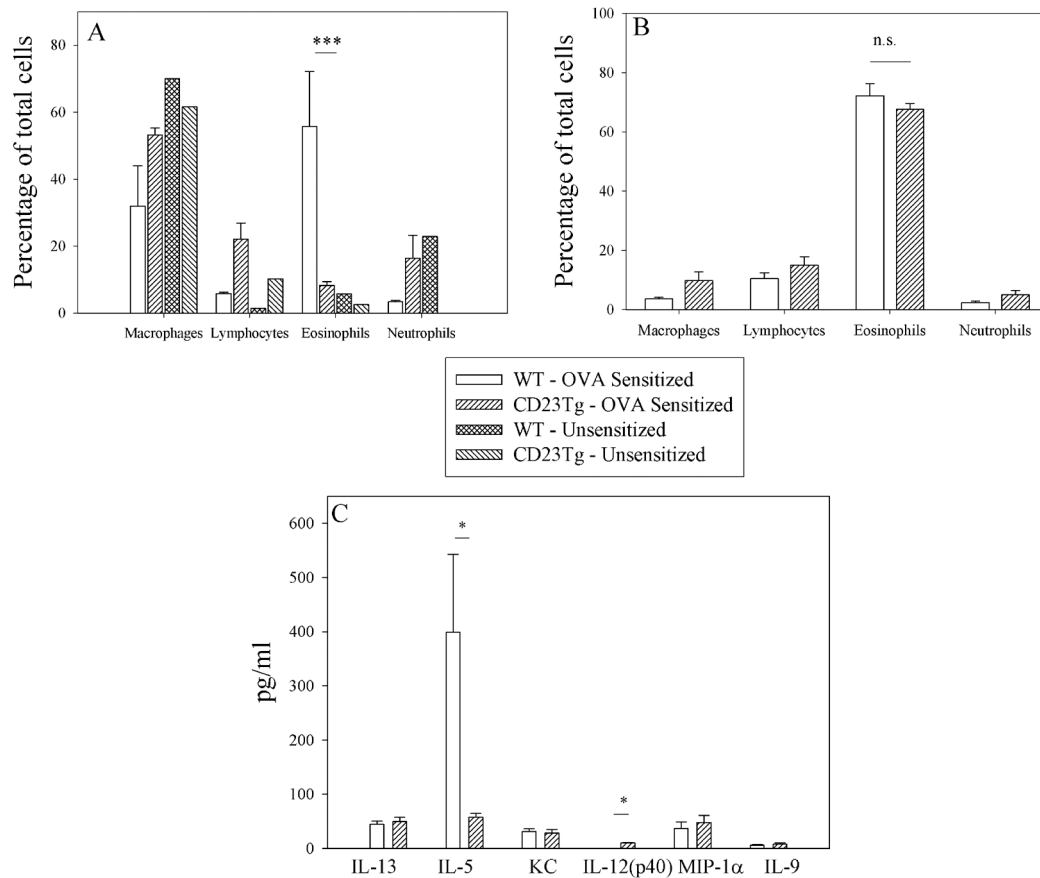 A
Percentage of total cells
80
60
40
20
0
***
Macrophages Lymphocytes Eosinophils Neutrophils
B
Percentage of total cells
100
80
60
40
20
0
n.s.
Macrophages Lymphocytes Eosinophils Neutrophils
WT - OVA Sensitized
CD23Tg - OVA Sensitized
WT - Unsensitized
CD23Tg - Unsensitized
C
pg/ml
600
500
400
300
200
100
0
*
*
IL-13 IL-5 KC IL-12(p40) MIP-1α IL-9